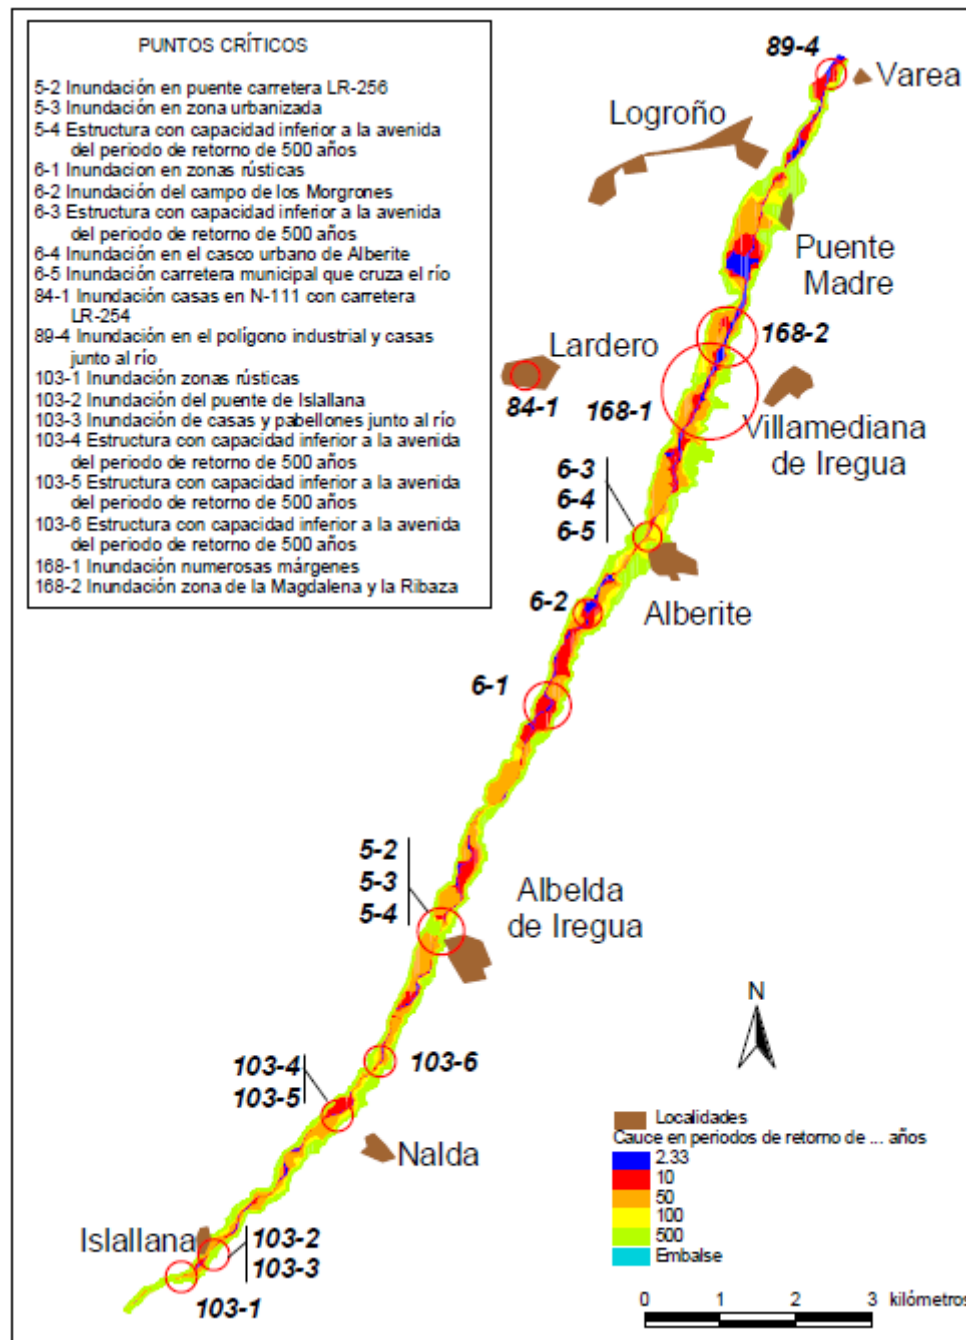 PUNTOS CRÍTICOS
5-2 Inundación en puente carretera LR-256
5-3 Inundación en zona urbanizada
5-4 Estructura con capacidad inferior a la avenida
del periodo de retorno de 500 años
6-1 Inundacion en zonas rústicas
6-2 Inundación del campo de los Morgrones
6-3 Estructura con capacidad inferior a la avenida
del periodo de retorno de 500 años
6-4 Inundación en el casco urbano de Alberite
6-5 Inundación carretera municipal que cruza el río
84-1 Inundación casas en N-111 con carretera
LR-254
89-4 Inundación en el polígono industrial y casas
junto al río
103-1 Inundación zonas rústicas
103-2 Inundación del puente de Islallana
103-3 Inundación de casas y pabellones junto al río
103-4 Estructura con capacidad inferior a la avenida
del periodo de retorno de 500 años
103-5 Estructura con capacidad inferior a la avenida
del periodo de retorno de 500 años
103-6 Estructura con capacidad inferior a la avenida
del periodo de retorno de 500 años
168-1 Inundación numerosas márgenes
168-2 Inundación zona de la Magdalena y la Ribaza
89-4
Varea
Logroño
Puente
Madre
168-2
Lardero
84-1
168-1
Villamediana
de Iregua
6-3
6-4
6-5
6-2
Alberite
6-1
5-2
5-3
5-4
Albelda
de Iregua
N
103-6
103-4
103-5
Nalda
Islallana
103-2
103-3
103-1
Localidades
Cauce en periodos de retorno de ... años
2.33
10
50
100
500
Embalse
0 1 2 3 kilómetros